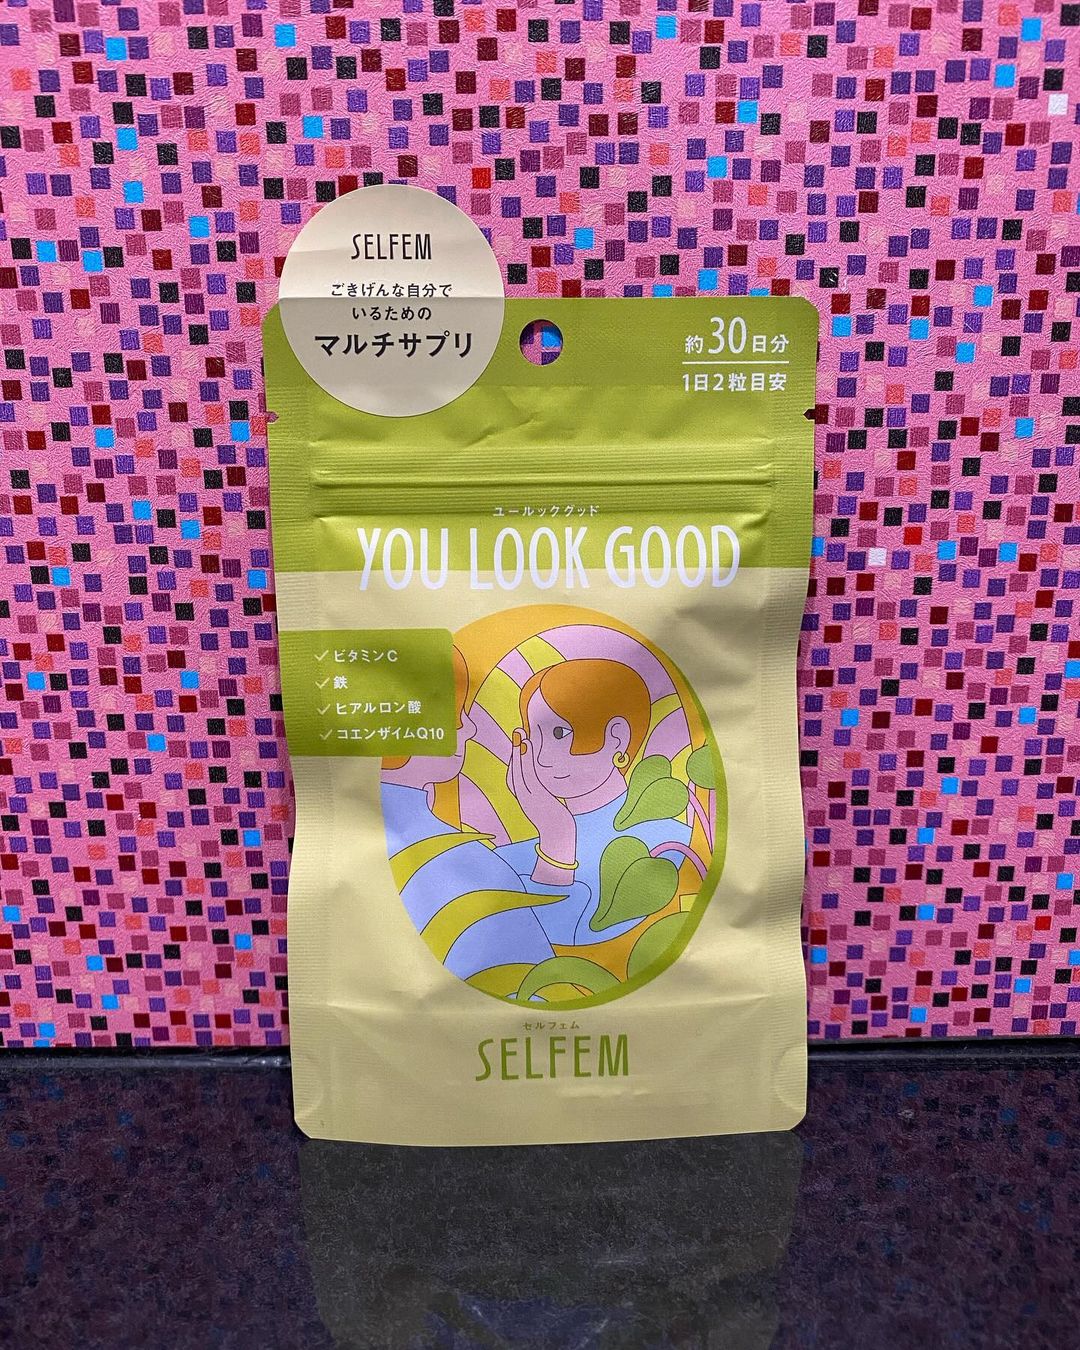 SELFEM
ごきげんな自分で
いるための
マルチサプリ
約30日分
1日2粒目安
ユールックグッド
YOU LOOK GOOD
ビタミンC
鉄
ヒアルロン酸
コエンザイムQ10
セルフェム
SELFEM